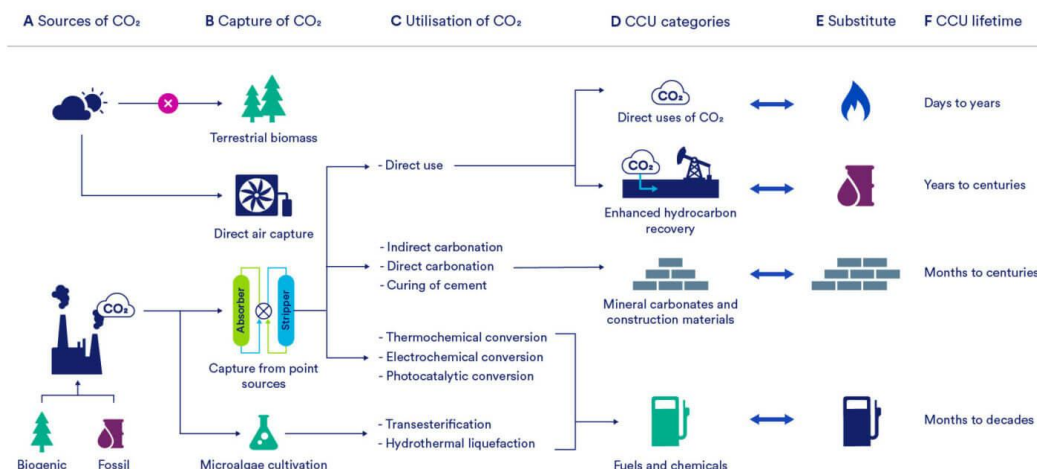 A Sources of CO₂
B Capture of CO₂
C Utilisation of CO₂
D CCU categories
E Substitute
F CCU lifetime
Terrestrial biomass
CO₂
Direct uses of CO₂
Days to years
- Direct use
Direct air capture
CO₂
Enhanced hydrocarbon
recovery
Years to centuries
- Indirect carbonation
- Direct carbonation
- Curing of cement
Mineral carbonates and
construction materials
Months to centuries
CO₂
Absorber
Stripper
Capture from point
sources
- Thermochemical conversion
- Electrochemical conversion
- Photocatalytic conversion
Biogenic
Fossil
Microalgae cultivation
- Transesterification
- Hydrothermal liquefaction
Fuels and chemicals
Months to decades